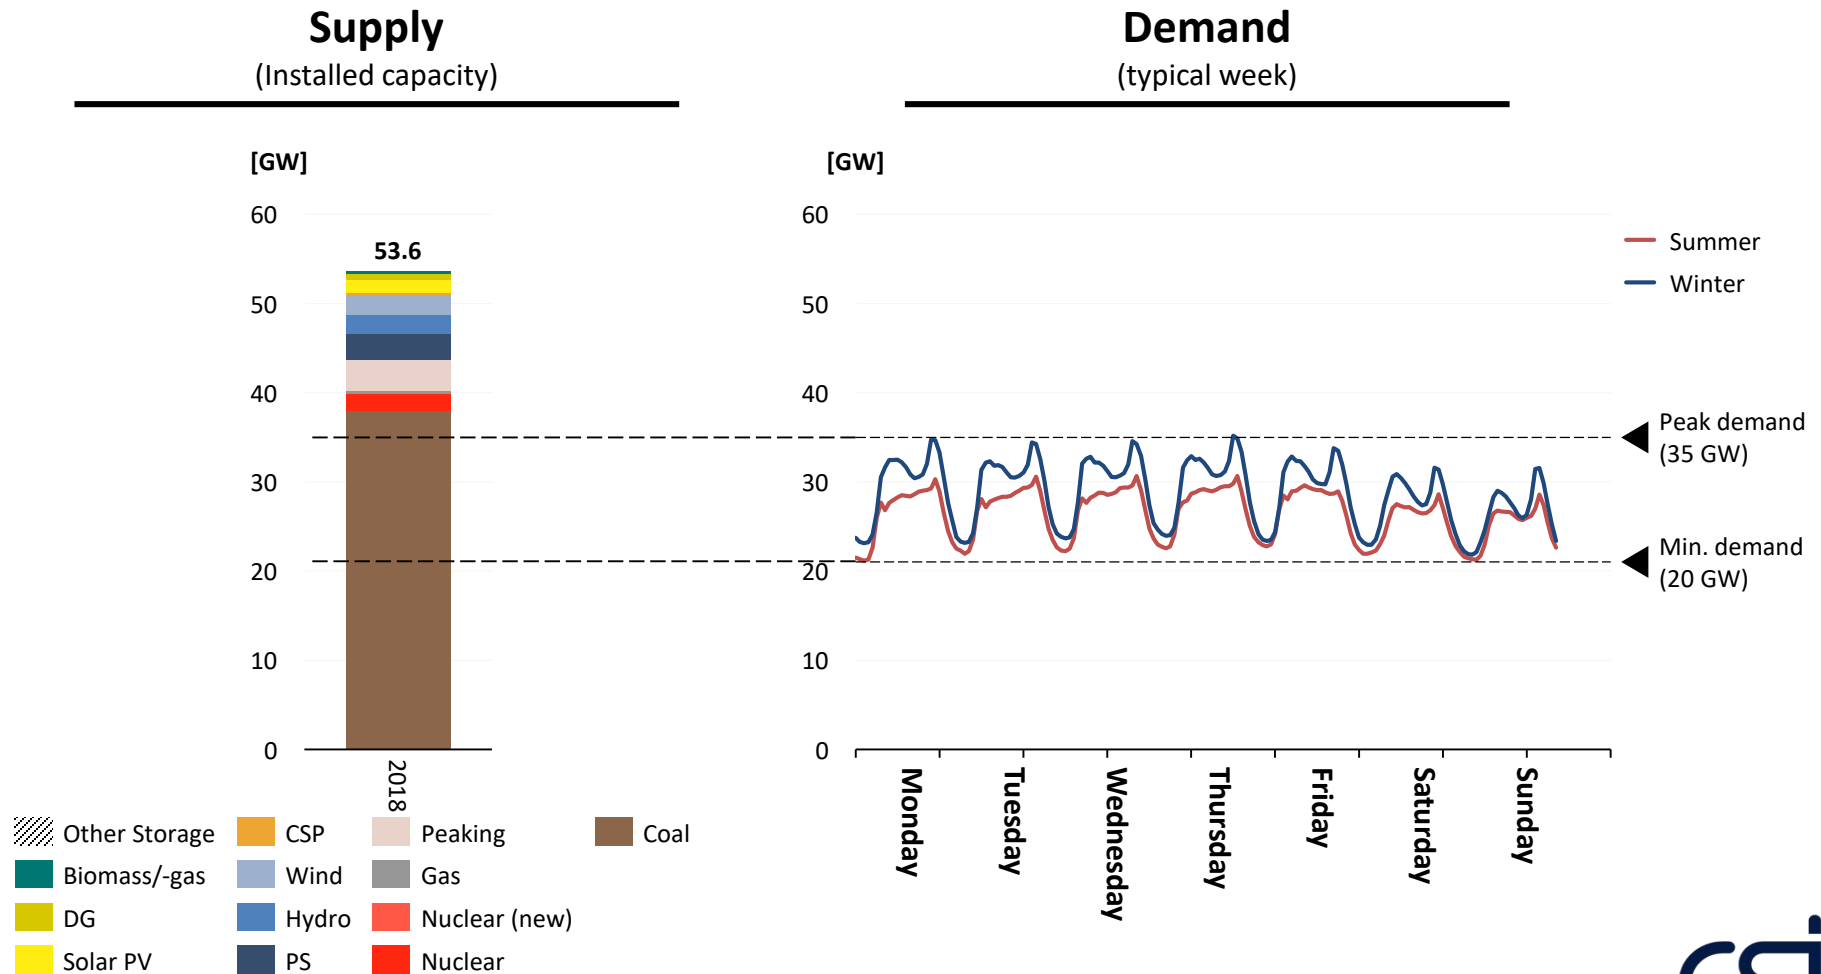 Supply
(Installed capacity)
[GW]
60
53.6
50
40
30
20
10
0
2018
Other Storage
CSP
Peaking
Coal
Biomass/-gas
Wind
Gas
DG
Hydro
Nuclear (new)
Solar PV
PS
Nuclear
Demand
(typical week)
[GW]
60
50
40
30
20
10
0
Monday
Tuesday
Wednesday
Thursday
Friday
Saturday
Sunday
Summer
Winter
Peak demand
(35 GW)
Min. demand
(20 GW)